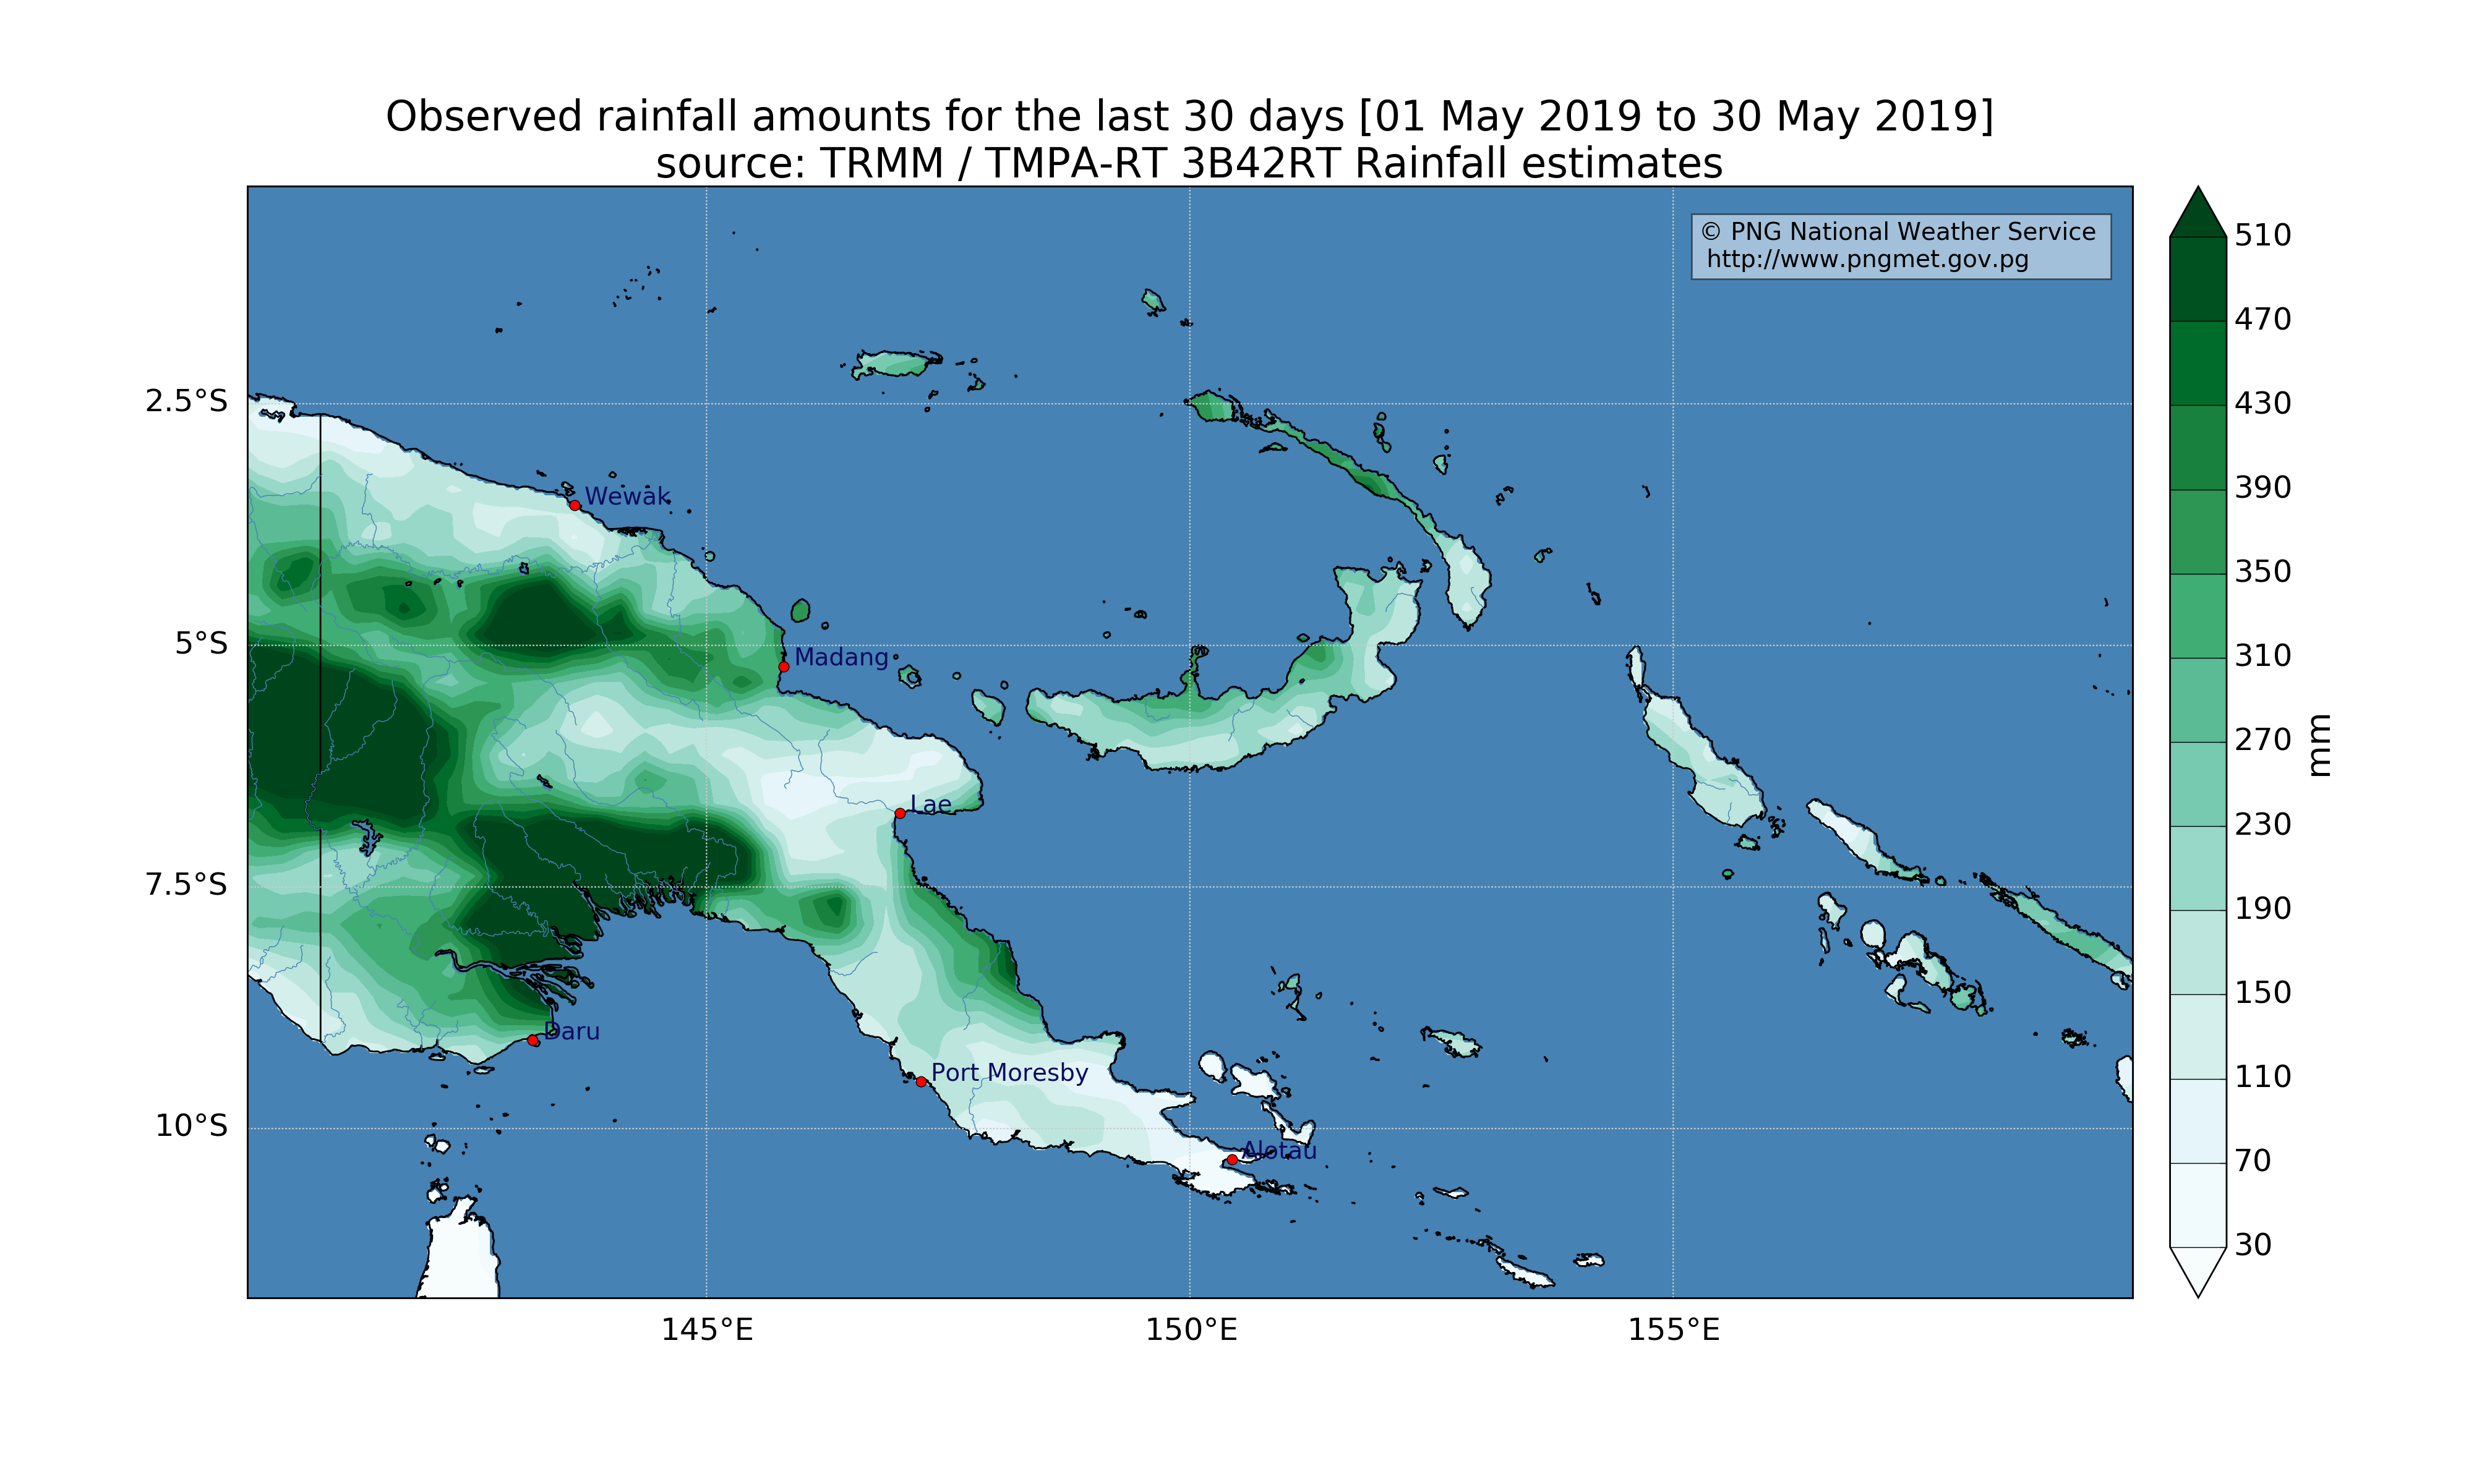 Observed rainfall amounts for the last 30 days [01 May 2019 to 30 May 2019]
source: TRMM / TMPA-RT 3B42RT Rainfall estimates
© PNG National Weather Service
http://www.pngmet.gov.pg
510
470
430
390
350
310
270
230
190
150
110
70
30
mm
2.5°S
5°S
7.5°S
10°S
Wewak
Madang
Lae
Daru
Port Moresby
Alotau
145°E
150°E
155°E